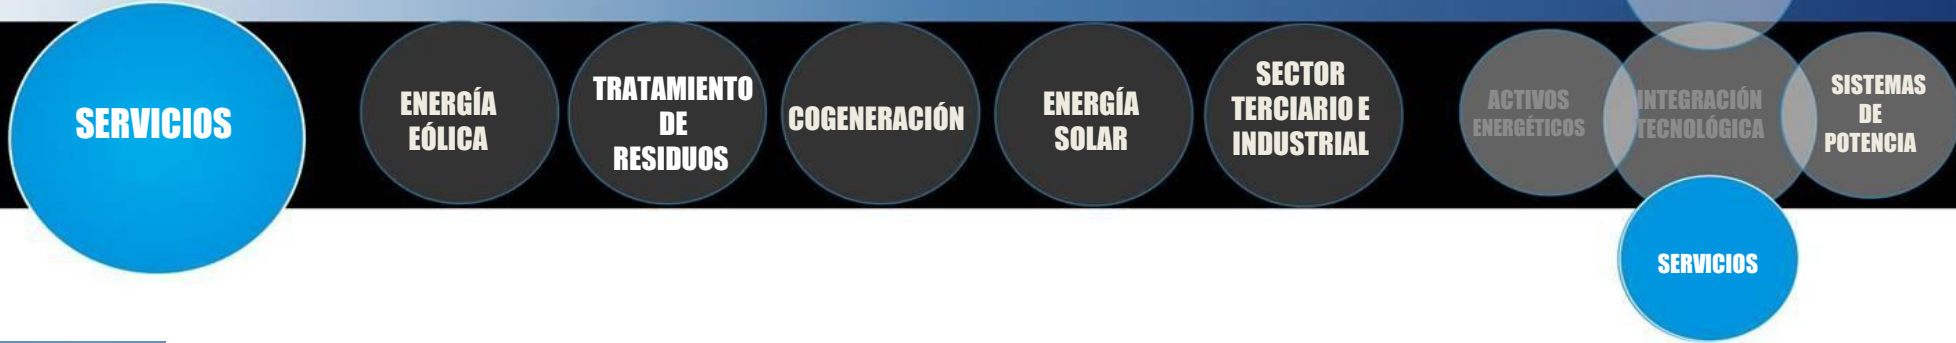 SERVICIOS
ENERGÍA
EÓLICA
TRATAMIENTO
DE
RESIDUOS
COGENERACIÓN
ENERGÍA
SOLAR
SECTOR
TERCIARIO E
INDUSTRIAL
ACTIVOS
ENERGÉTICOS
INTEGRACIÓN
TECNOLÓGICA
SISTEMAS
DE
POTENCIA
SERVICIOS